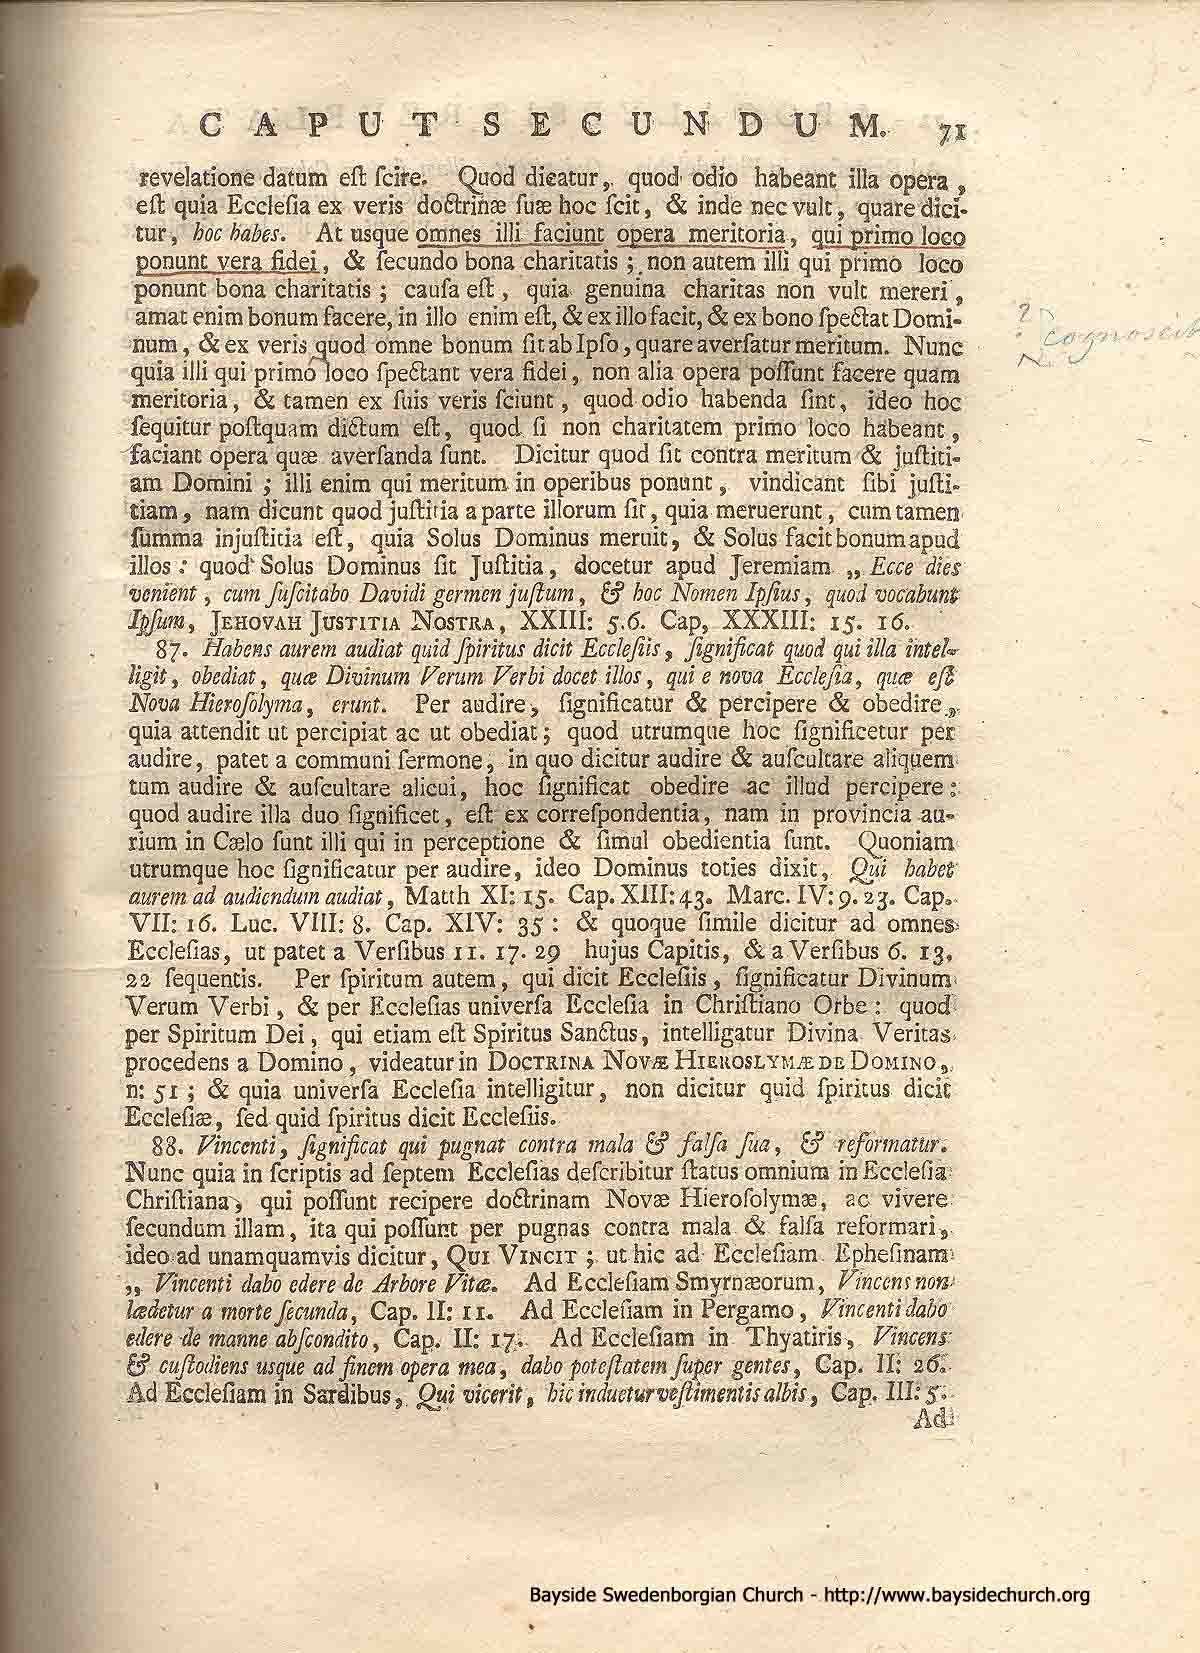 CAPUT SECUNDUM. 71
revelatione datum eſt ſcire. Quod dicatur, quod odio habeant illa opera,
eſt quia Eccleſia ex veris doctrinæ ſuæ hoc ſcit, & inde nec vult, quare dici-
tur, hoc habes. At usque omnes illi faciunt opera meritoria, qui primo loco
ponunt vera fidei, & ſecundo bona charitatis; non autem illi qui primo loco
ponunt bona charitatis; cauſa eſt, quia genuina charitas non vult mereri,
amat enim bonum facere, in illo enim eſt, & ex illo facit, & ex bono ſpectat Domi-
num, & ex veris quod omne bonum ſit ab Ipſo, quare averſatur meritum. Nunc
quia illi qui primo loco ſpectant vera fidei, non alia opera poſſunt facere quam
meritoria, & tamen ex ſuis veris ſciunt, quod odio habenda ſint, ideo hoc
ſequitur poſtquam dictum eſt, quod ſi non charitatem primo loco habeant,
faciant opera quæ averſanda ſunt. Dicitur quod ſit contra meritum & juſtiti-
am Domini; illi enim qui meritum in operibus ponunt, vindicant ſibi juſti-
tiam, nam dicunt quod juſtitia a parte illorum ſit, quia meruerunt, cum tamen
ſumma injuſtitia eſt, quia Solus Dominus meruit, & Solus facit bonum apud
illos: quod Solus Dominus ſit Juſtitia, docetur apud Jeremiam „ Ecce dies
venient, cum ſuſcitabo Davidi germen juſtum, & hoc Nomen Ipſius, quod vocabunt
Ipſum, JEHOVAH JUSTITIA NOSTRA, XXIII: 5.6. Cap, XXXIII: 15. 16.
87. Habens aurem audiat quid ſpiritus dicit Eccleſiis, ſignificat quod qui illa intel-
ligit, obediat, quæ Divinum Verum Verbi docet illos, qui e nova Eccleſia, quæ eſt
Nova Hieroſolyma, erunt. Per audire, ſignificatur & percipere & obedire,
quia attendit ut percipiat ac ut obediat; quod utrumque hoc ſignificetur per
audire, patet a communi ſermone, in quo dicitur audire & auſcultare aliquem
tum audire & auſcultare alicui, hoc ſignificat obedire ac illud percipere:
quod audire illa duo ſignificet, eſt ex correſpondentia, nam in provincia au-
rium in Cælo ſunt illi qui in perceptione & ſimul obedientia ſunt. Quoniam
utrumque hoc ſignificatur per audire, ideo Dominus toties dixit, Qui habet
aurem ad audiendum audiat, Matth XI: 15. Cap. XIII: 43. Marc. IV: 9. 23. Cap.
VII: 16. Luc. VIII: 8. Cap. XIV: 35: & quoque ſimile dicitur ad omnes
Eccleſias, ut patet a Verſibus 11. 17. 29 hujus Capitis, & a Verſibus 6. 13.
22 ſequentis. Per ſpiritum autem, qui dicit Eccleſiis, ſignificatur Divinum
Verum Verbi, & per Eccleſias univerſa Eccleſia in Chriſtiano Orbe: quod
per Spiritum Dei, qui etiam eſt Spiritus Sanctus, intelligatur Divina Veritas
procedens a Domino, videatur in DOCTRINA NOVÆ HIEROSLYMÆ DE DOMINO,
n: 51; & quia univerſa Eccleſia intelligitur, non dicitur quid ſpiritus dicit
Eccleſiæ, ſed quid ſpiritus dicit Eccleſiis.
88. Vincenti, ſignificat qui pugnat contra mala & falſa ſua, & reformatur.
Nunc quia in ſcriptis ad ſeptem Eccleſias deſcribitur ſtatus omnium in Eccleſia
Chriſtiana, qui poſſunt recipere doctrinam Novæ Hieroſolymæ, ac vivere
ſecundum illam, ita qui poſſunt per pugnas contra mala & falſa reformari,
ideo ad unamquamvis dicitur, QUI VINCIT; ut hic ad Eccleſiam Epheſinam
„ Vincenti dabo edere de Arbore Vitæ. Ad Eccleſiam Smyrnæorum, Vincens non
lædetur a morte ſecunda, Cap. II: 11. Ad Eccleſiam in Pergamo, Vincenti dabo
edere de manne abſcondito, Cap. II: 17. Ad Eccleſiam in Thyatiris, Vincens
& cuſtodiens usque ad finem opera mea, dabo poteſtatem ſuper gentes, Cap. II: 26.
Ad Eccleſiam in Sardibus, Qui vicerit, hic induetur veſtimentis albis, Cap. III: 5.
Ad
? cognoscit
Bayside Swedenborgian Church - http://www.baysidechurch.org